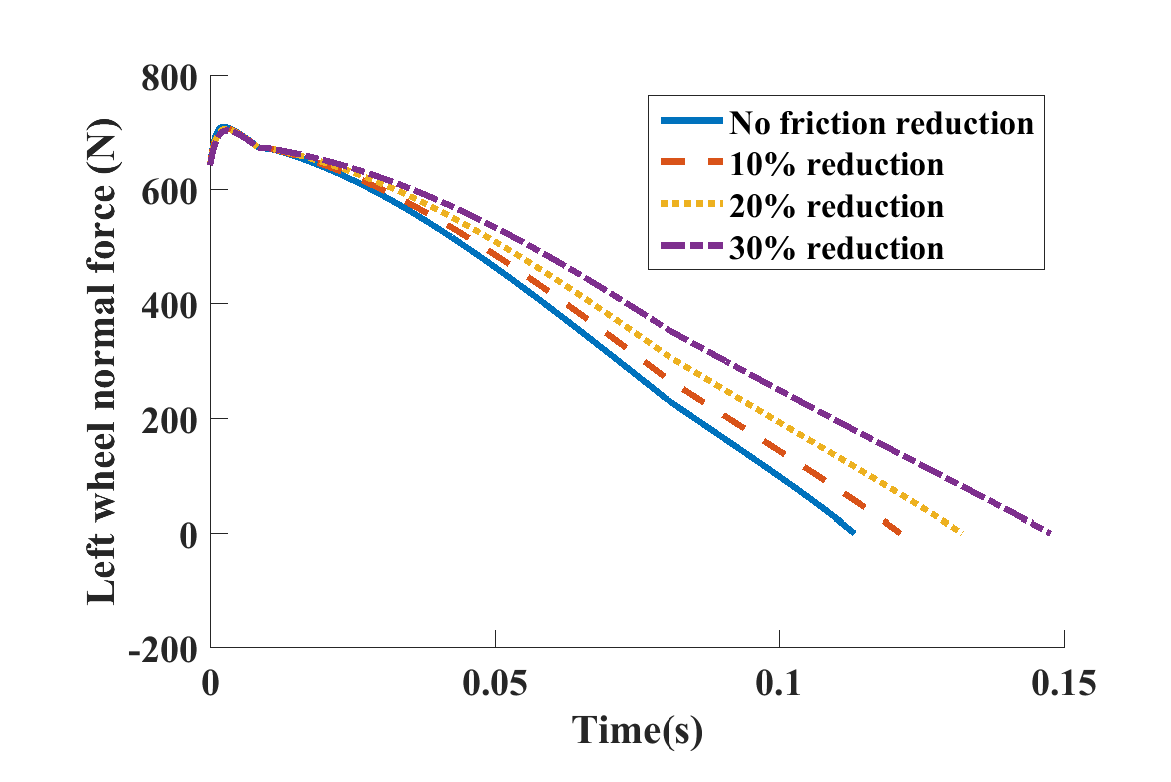 800
600
400
200
0
-200
0
0.05
0.1
0.15
Left wheel normal force (N)
Time(s)
No friction reduction
10% reduction
20% reduction
30% reduction